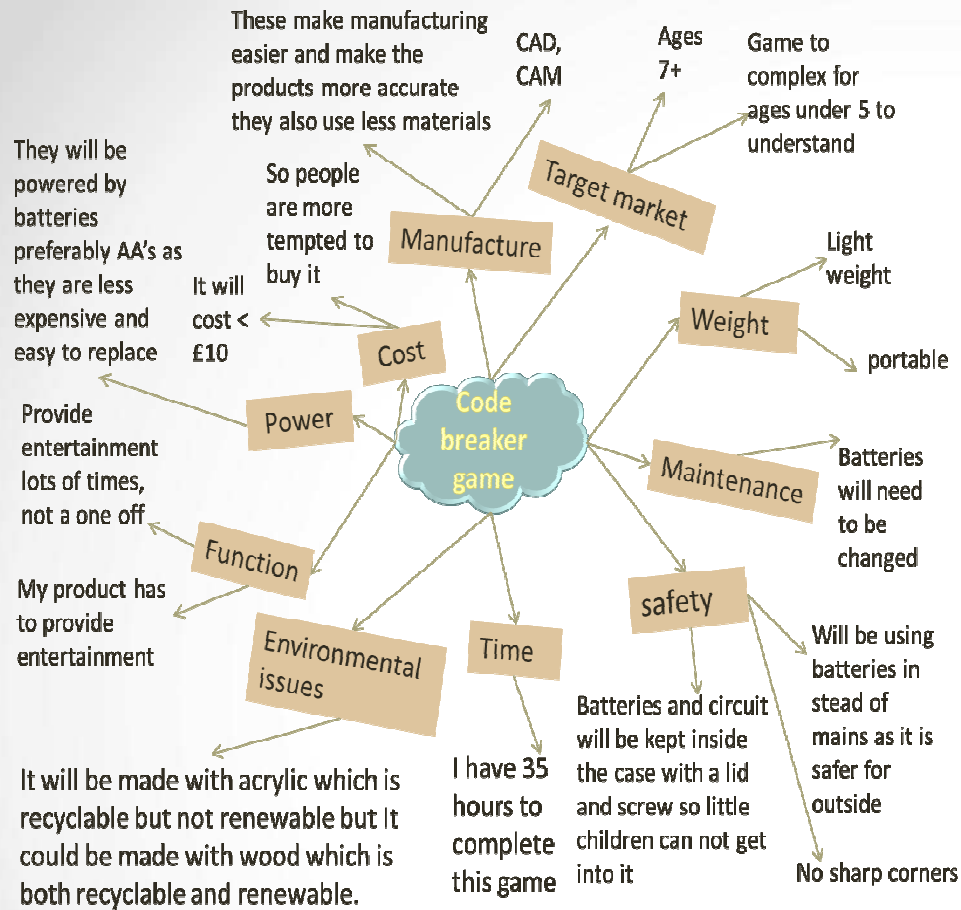 These make manufacturing
easier and make the
products more accurate
they also use less materials
CAD,
CAM
Ages
7+
Game to
complex for
ages under 5 to
understand
They will be
powered by
batteries
preferably AA's as
they are less
expensive and
easy to replace
So people
are more
tempted to
buy it
It will
cost <
£10
Manufacture
Target market
Light
weight
Weight
portable
Cost
Power
Code
breaker
game
Maintenance
Batteries
will need
to be
changed
Provide
entertainment
lots of times,
not a one off
Function
My product has
to provide
entertainment
Environmental
issues
Time
safety
Will be using
batteries in
stead of
mains as it is
safer for
outside
Batteries and circuit
will be kept inside
the case with a lid
and screw so little
children can not get
into it
No sharp corners
I have 35
hours to
complete
this game
It will be made with acrylic which is
recyclable but not renewable but It
could be made with wood which is
both recyclable and renewable.